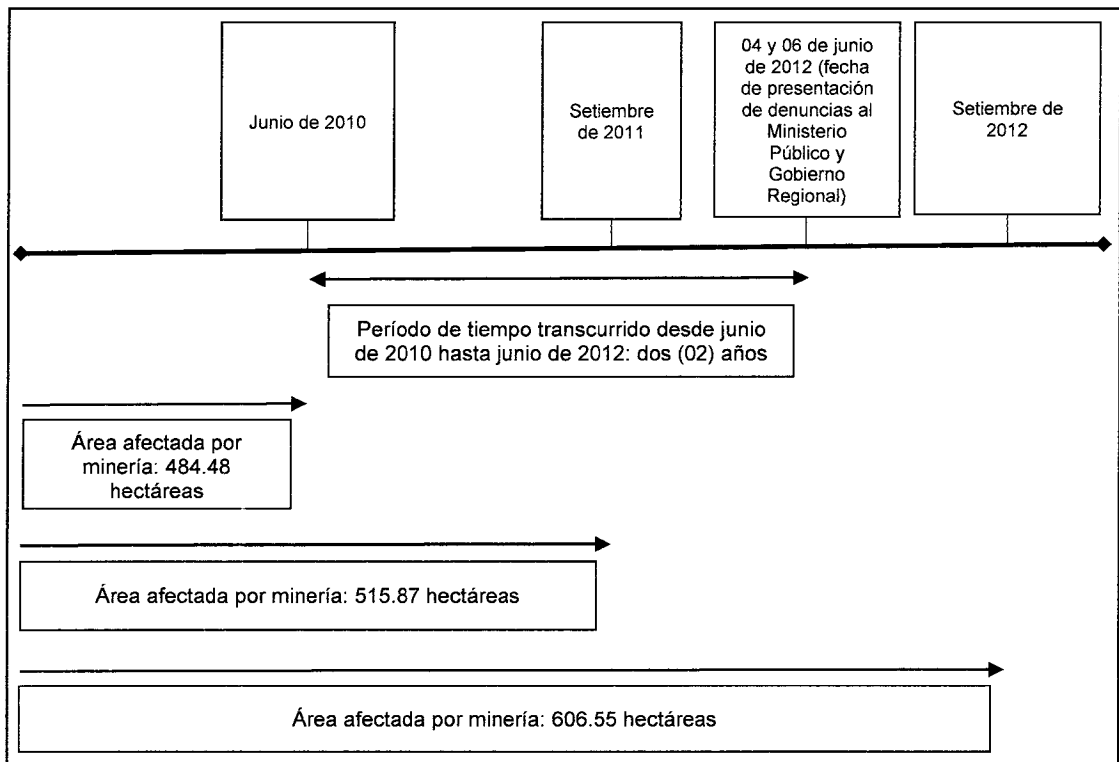 Junio de 2010
Setiembre
de 2011
04 y 06 de junio
de 2012 (fecha
de presentación
de denuncias al
Ministerio
Público y
Gobierno
Regional)
Setiembre de
2012
Período de tiempo transcurrido desde junio
de 2010 hasta junio de 2012: dos (02) años
Área afectada por
minería: 484.48
hectáreas
Área afectada por minería: 515.87 hectáreas
Área afectada por minería: 606.55 hectáreas